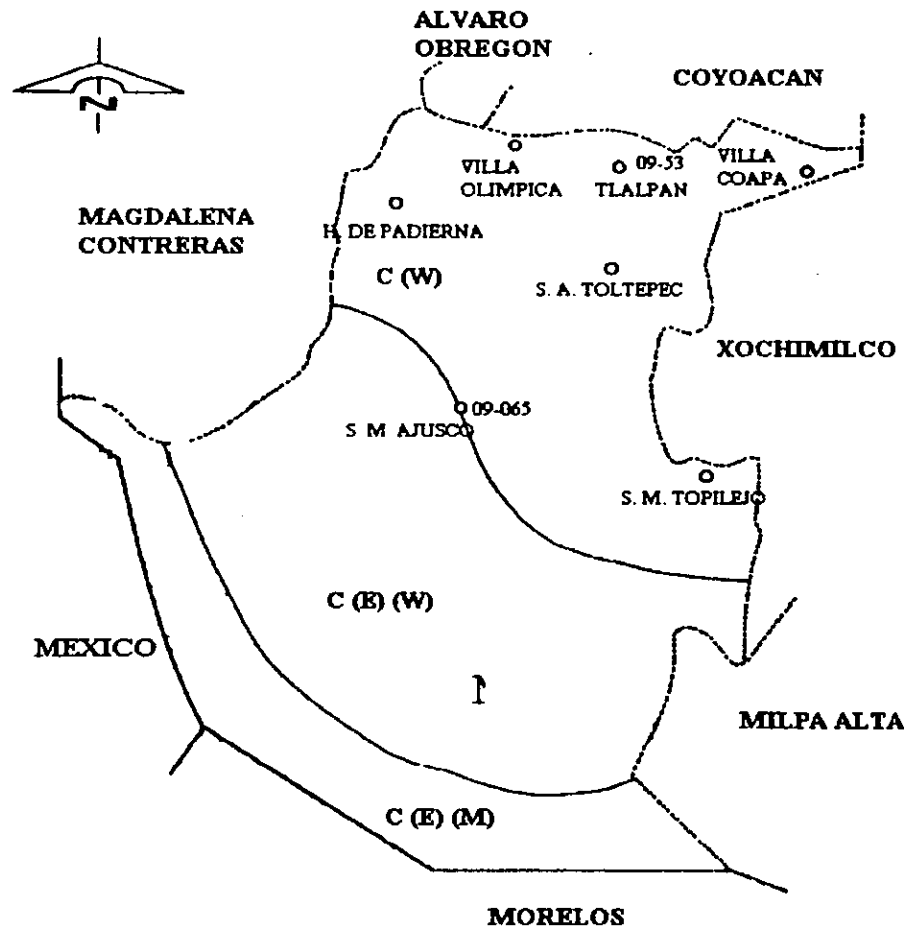 ALVARO
OBREGON
COYOACAN
N
VILLA
OLIMPICA
09-53
TLALPAN
VILLA
COAPA
MAGDALENA
CONTRERAS
H. DE PADIERNA
C (W)
S. A. TOLTEPEC
XOCHIMILCO
09-065
S M AJUSCO
S. M. TOPILEJO
C (E) (W)
MEXICO
1
MILPA ALTA
C (E) (M)
MORELOS